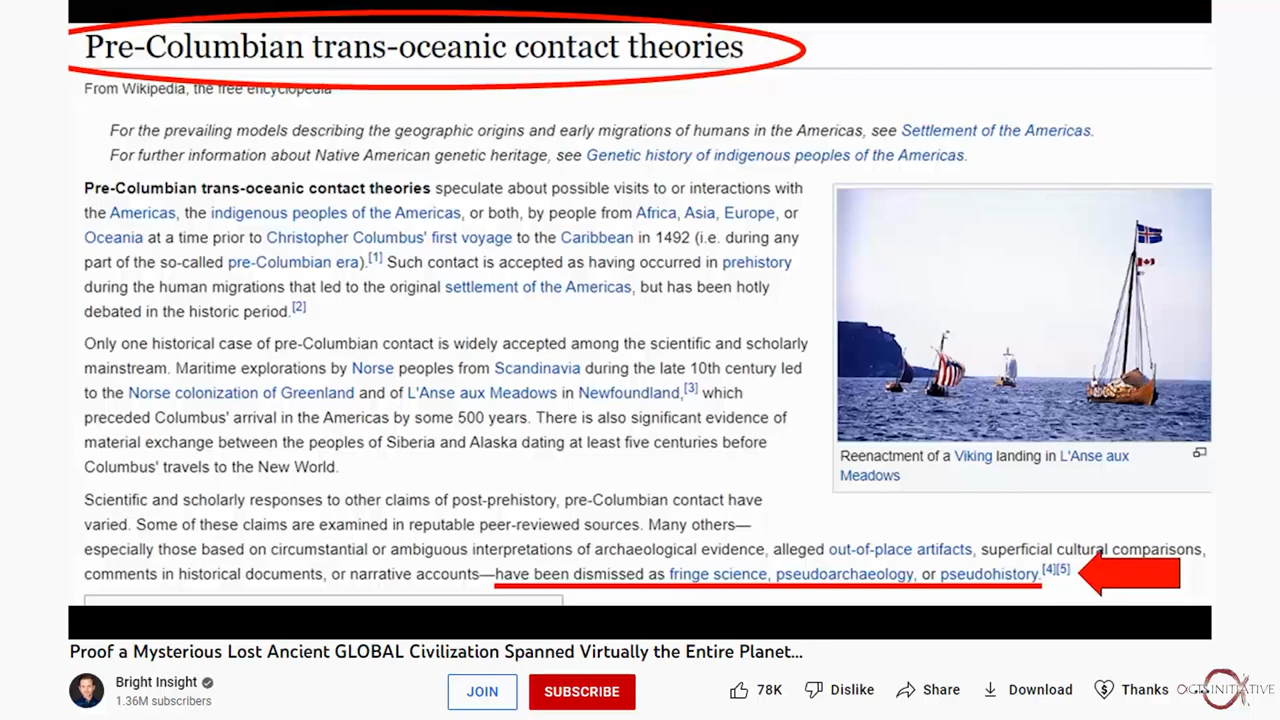 Pre-Columbian trans-oceanic contact theories
From Wikipedia, the free encyclopedia
For the prevailing models describing the geographic origins and early migrations of humans in the Americas, see Settlement of the Americas.
For further information about Native American genetic heritage, see Genetic history of indigenous peoples of the Americas.
Pre-Columbian trans-oceanic contact theories speculate about possible visits to or interactions with
the Americas, the indigenous peoples of the Americas, or both, by people from Africa, Asia, Europe, or
Oceania at a time prior to Christopher Columbus' first voyage to the Caribbean in 1492 (i.e. during any
part of the so-called pre-Columbian era).[1] Such contact is accepted as having occurred in prehistory
during the human migrations that led to the original settlement of the Americas, but has been hotly
debated in the historic period.[2]
Only one historical case of pre-Columbian contact is widely accepted among the scientific and scholarly
mainstream. Maritime explorations by Norse peoples from Scandinavia during the late 10th century led
to the Norse colonization of Greenland and of L'Anse aux Meadows in Newfoundland,[3] which
preceded Columbus' arrival in the Americas by some 500 years. There is also significant evidence of
material exchange between the peoples of Siberia and Alaska dating at least five centuries before
Columbus' travels to the New World.
Reenactment of a Viking landing in L'Anse aux
Meadows
Scientific and scholarly responses to other claims of post-prehistory, pre-Columbian contact have
varied. Some of these claims are examined in reputable peer-reviewed sources. Many others—
especially those based on circumstantial or ambiguous interpretations of archaeological evidence, alleged out-of-place artifacts, superficial cultural comparisons,
comments in historical documents, or narrative accounts—have been dismissed as fringe science, pseudoarchaeology, or pseudohistory.[4][5]
Proof a Mysterious Lost Ancient GLOBAL Civilization Spanned Virtually the Entire Planet...
Bright Insight
1.36M subscribers
JOIN
SUBSCRIBE
78K
Dislike
Share
Download
Thanks
INITIATIVE